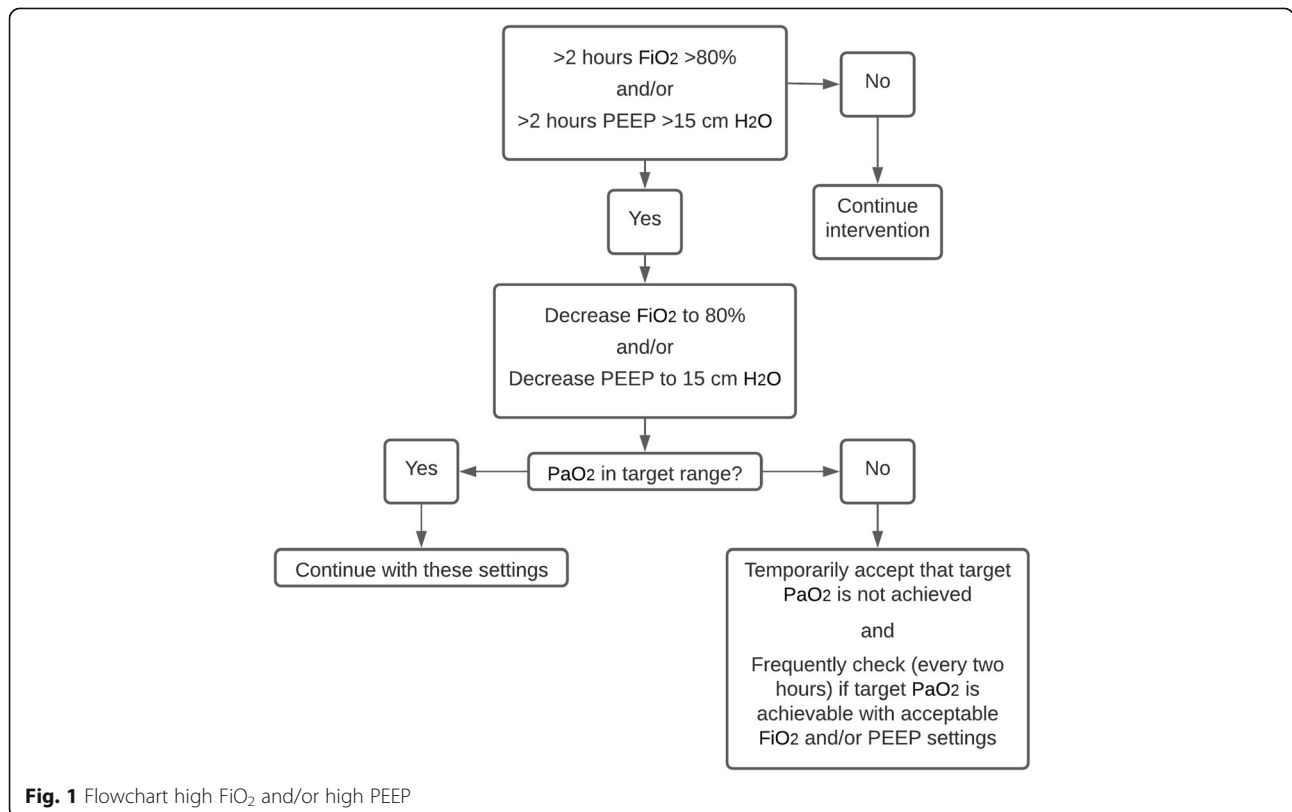 >2 hours FiO2 >80%
and/or
>2 hours PEEP >15 cm H2O
No
Yes
Continue
intervention
Decrease FiO2 to 80%
and/or
Decrease PEEP to 15 cm H2O
Yes
PaO2 in target range?
No
Continue with these settings
Temporarily accept that target
PaO2 is not achieved
and
Frequently check (every two
hours) if target PaO2 is
achievable with acceptable
FiO2 and/or PEEP settings
Fig. 1 Flowchart high FiO₂ and/or high PEEP